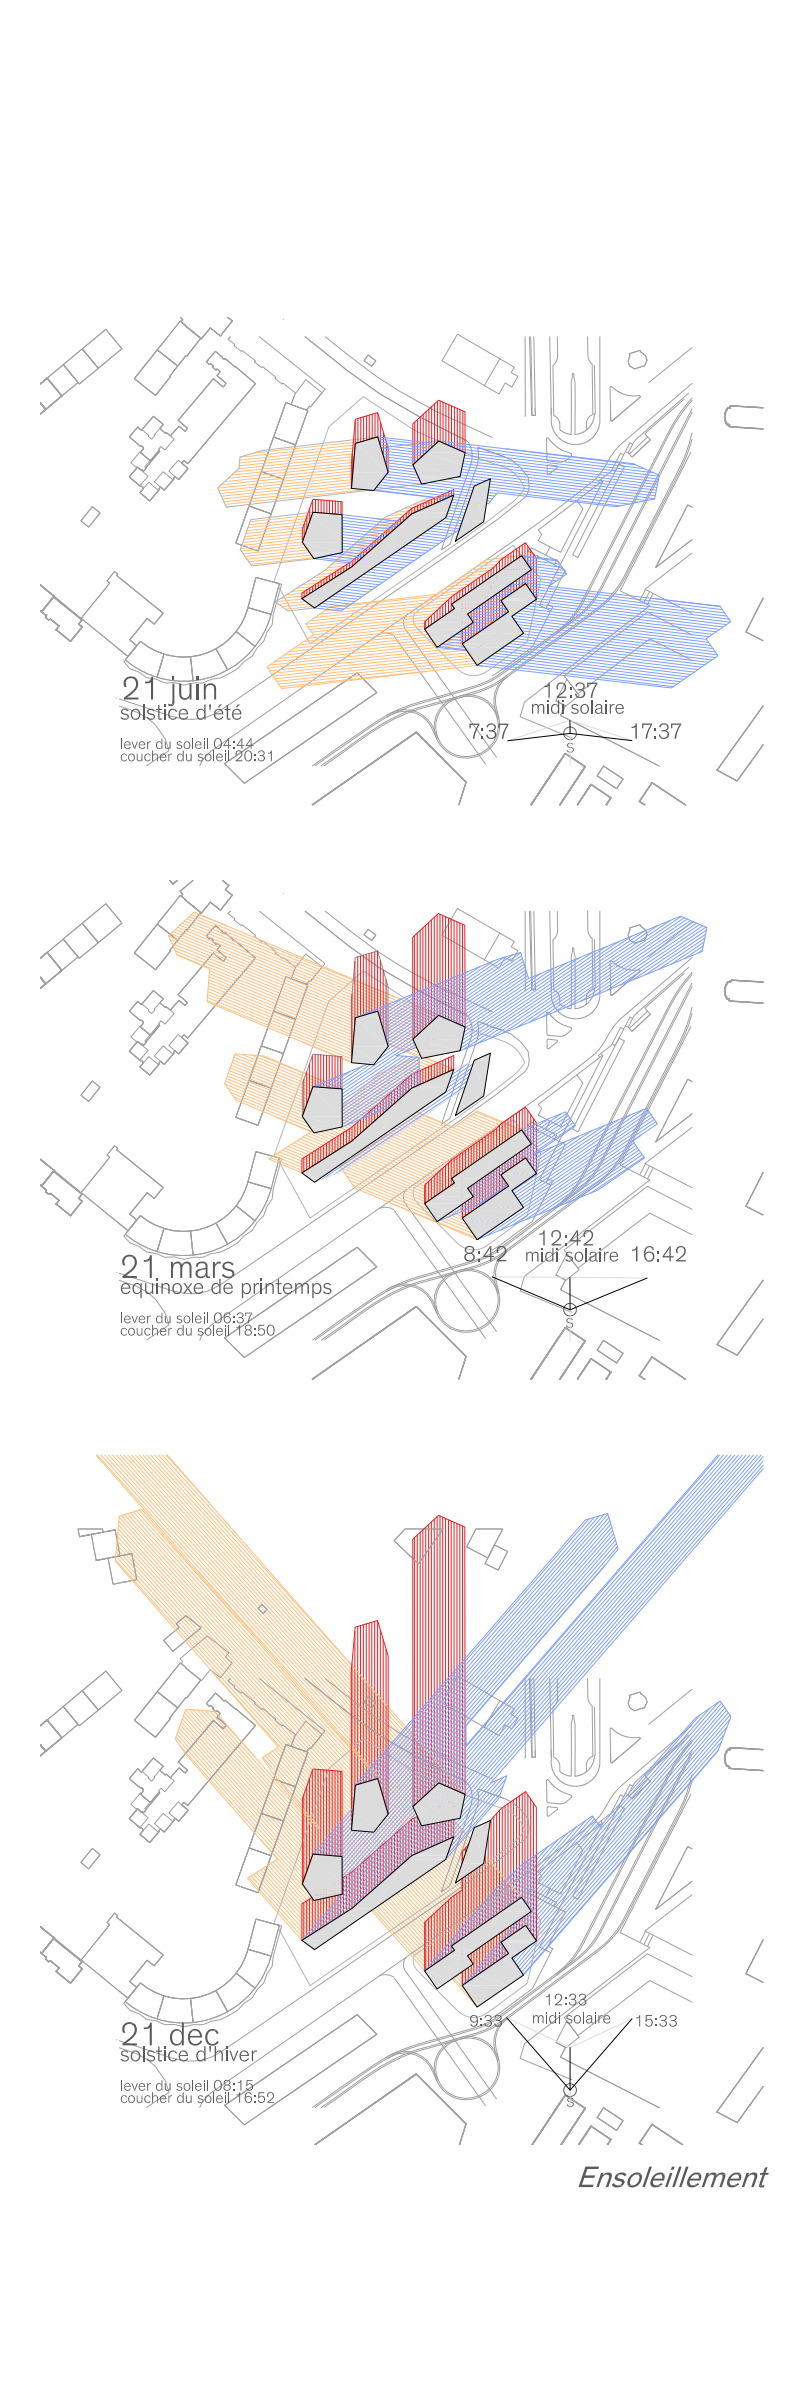 12:37
midi solaire
7:37
17:37
S
21 juin
solstice d'été
lever du soleil 04:44
coucher du soleil 20:31
12:42
midi solaire
8:42
16:42
S
21 mars
equinoxe de printemps
lever du soleil 06:37
coucher du soleil 18:50
12:33
midi solaire
9:33
15:33
S
21 dec
solstice d'hiver
lever du soleil 08:15
coucher du soleil 16:52
Ensoleillement